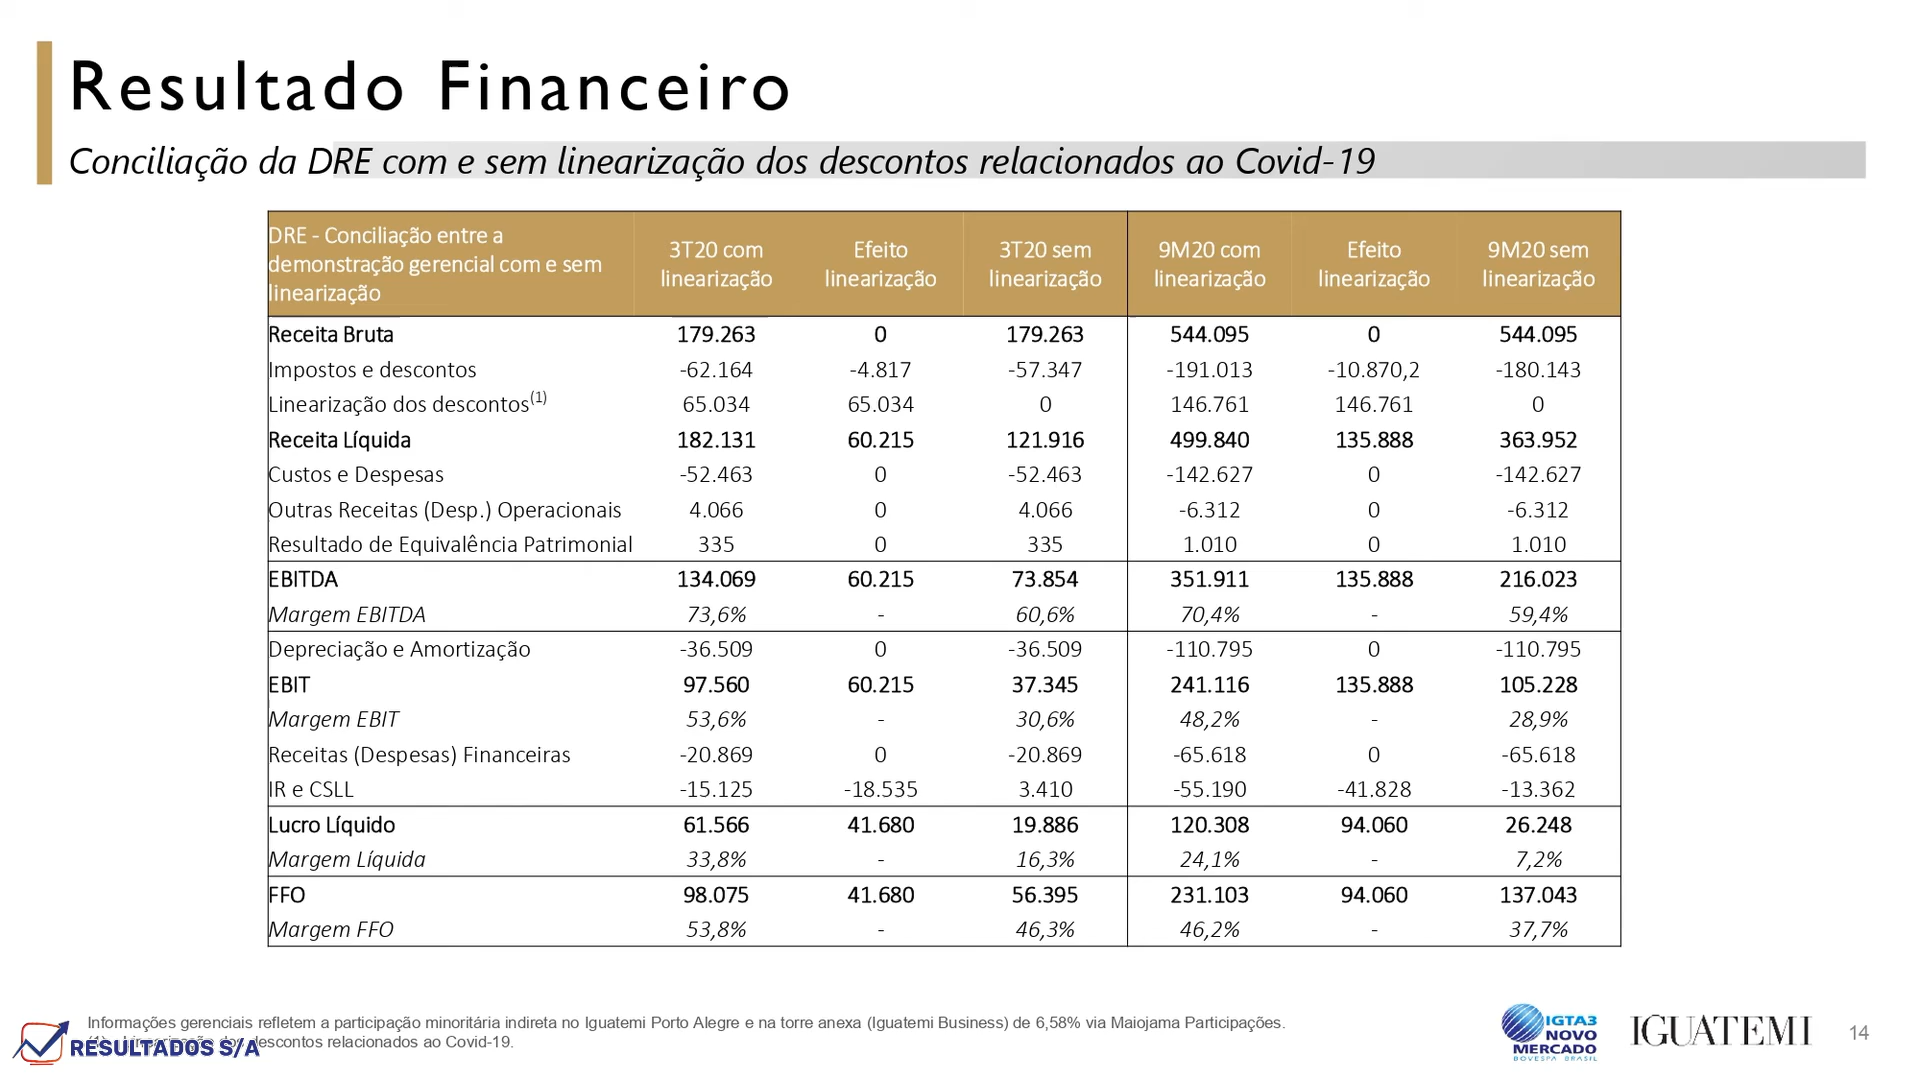 Resultado Financeiro
Conciliação da DRE com e sem linearização dos descontos relacionados ao Covid-19
DRE - Conciliação entre a demonstração gerencial com e sem linearização 3T20 com linearização Efeito linearização 3T20 sem linearização 9M20 com linearização Efeito linearização 9M20 sem linearização
Receita Bruta 179.263 0 179.263 544.095 0 544.095
Impostos e descontos -62.164 -4.817 -57.347 -191.013 -10.870,2 -180.143
Linearização dos descontos(1) 65.034 65.034 0 146.761 146.761 0
Receita Líquida 182.131 60.215 121.916 499.840 135.888 363.952
Custos e Despesas -52.463 0 -52.463 -142.627 0 -142.627
Outras Receitas (Desp.) Operacionais 4.066 0 4.066 -6.312 0 -6.312
Resultado de Equivalência Patrimonial 335 0 335 1.010 0 1.010
EBITDA 134.069 60.215 73.854 351.911 135.888 216.023
Margem EBITDA 73,6% - 60,6% 70,4% - 59,4%
Depreciação e Amortização -36.509 0 -36.509 -110.795 0 -110.795
EBIT 97.560 60.215 37.345 241.116 135.888 105.228
Margem EBIT 53,6% - 30,6% 48,2% - 28,9%
Receitas (Despesas) Financeiras -20.869 0 -20.869 -65.618 0 -65.618
IR e CSLL -15.125 -18.535 3.410 -55.190 -41.828 -13.362
Lucro Líquido 61.566 41.680 19.886 120.308 94.060 26.248
Margem Líquida 33,8% - 16,3% 24,1% - 7,2%
FFO 98.075 41.680 56.395 231.103 94.060 137.043
Margem FFO 53,8% - 46,3% 46,2% - 37,7%
Informações gerenciais refletem a participação minoritária indireta no Iguatemi Porto Alegre e na torre anexa (Iguatemi Business) de 6,58% via Maiojama Participações.
descontos relacionados ao Covid-19.
RESULTADOS S/A
IGTA3
NOVO
MERCADO
BOVESPA BRASIL
IGUATEMI
14